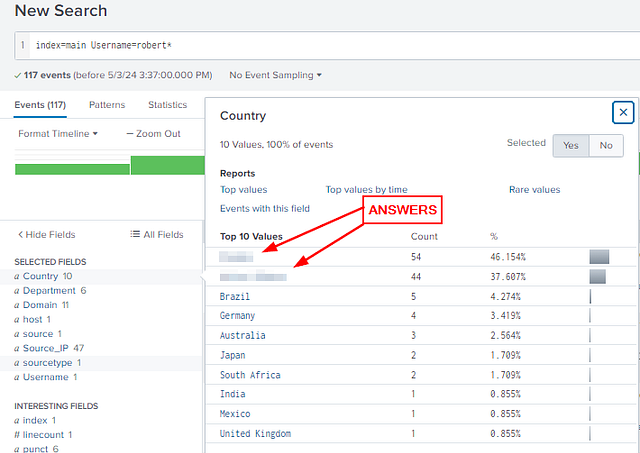 New Search
1 index=main Username=robert*
✓ 117 events (before 5/3/24 3:37:00.000 PM) No Event Sampling ▾
Events (117) Patterns Statistics
Format Timeline ▾ — Zoom Out
< Hide Fields All Fields
SELECTED FIELDS
a Country 10
a Department 6
a Domain 11
a host 1
a source 1
a Source_IP 47
a sourcetype 1
a Username 1
INTERESTING FIELDS
a index 1
# linecount 1
a punct 6
Country
10 Values, 100% of events Selected Yes No
Reports
Top values Top values by time Rare values
Events with this field
ANSWERS
Top 10 Values Count %
54 46.154%
44 37.607%
Brazil 5 4.274%
Germany 4 3.419%
Australia 3 2.564%
Japan 2 1.709%
South Africa 2 1.709%
India 1 0.855%
Mexico 1 0.855%
United Kingdom 1 0.855%